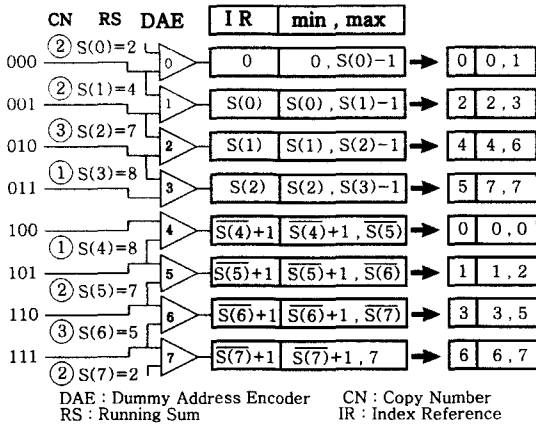 CN RS DAE IR min, max
② S(0)=2
000 0 0 0, S(0)-1 0 0, 1
② S(1)=4
001 1 S(0) S(0), S(1)-1 2 2, 3
③ S(2)=7
010 2 S(1) S(1), S(2)-1 4 4, 6
① S(3)=8
011 3 S(2) S(2), S(3)-1 5 7, 7
100 4 S̅(̅4̅)̅+1 S̅(̅4̅)̅+1, S̅(̅5̅)̅ 0 0, 0
① S(4)=8
101 5 S̅(̅5̅)̅+1 S̅(̅5̅)̅+1, S̅(̅6̅)̅ 1 1, 2
② S(5)=7
110 6 S̅(̅6̅)̅+1 S̅(̅6̅)̅+1, S̅(̅7̅)̅ 3 3, 5
③ S(6)=5
111 7 S̅(̅7̅)̅+1 S̅(̅7̅)̅+1, 7 6 6, 7
② S(7)=2
DAE : Dummy Address Encoder CN : Copy Number
RS : Running Sum IR : Index Reference